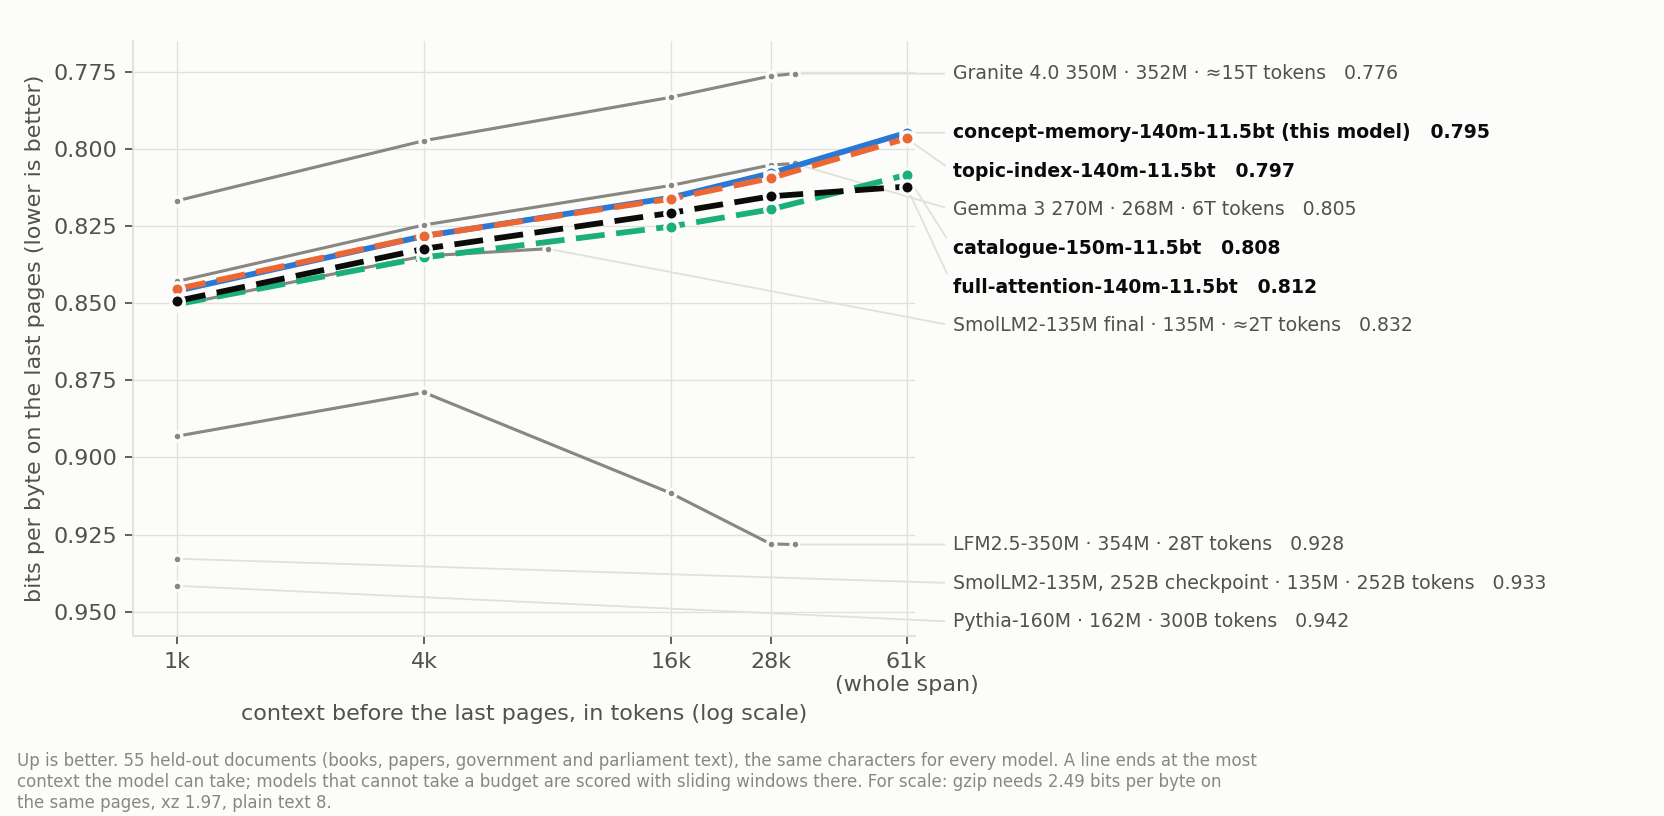 bits per byte on the last pages (lower is better)
0.775
0.800
0.825
0.850
0.875
0.900
0.925
0.950
Granite 4.0 350M · 352M · ≈15T tokens 0.776
concept-memory-140m-11.5bt (this model) 0.795
topic-index-140m-11.5bt 0.797
Gemma 3 270M · 268M · 6T tokens 0.805
catalogue-150m-11.5bt 0.808
full-attention-140m-11.5bt 0.812
SmolLM2-135M final · 135M · ≈2T tokens 0.832
LFM2.5-350M · 354M · 28T tokens 0.928
SmolLM2-135M, 252B checkpoint · 135M · 252B tokens 0.933
Pythia-160M · 162M · 300B tokens 0.942
1k 4k 16k 28k 61k
(whole span)
context before the last pages, in tokens (log scale)
Up is better. 55 held-out documents (books, papers, government and parliament text), the same characters for every model. A line ends at the most
context the model can take; models that cannot take a budget are scored with sliding windows there. For scale: gzip needs 2.49 bits per byte on
the same pages, xz 1.97, plain text 8.